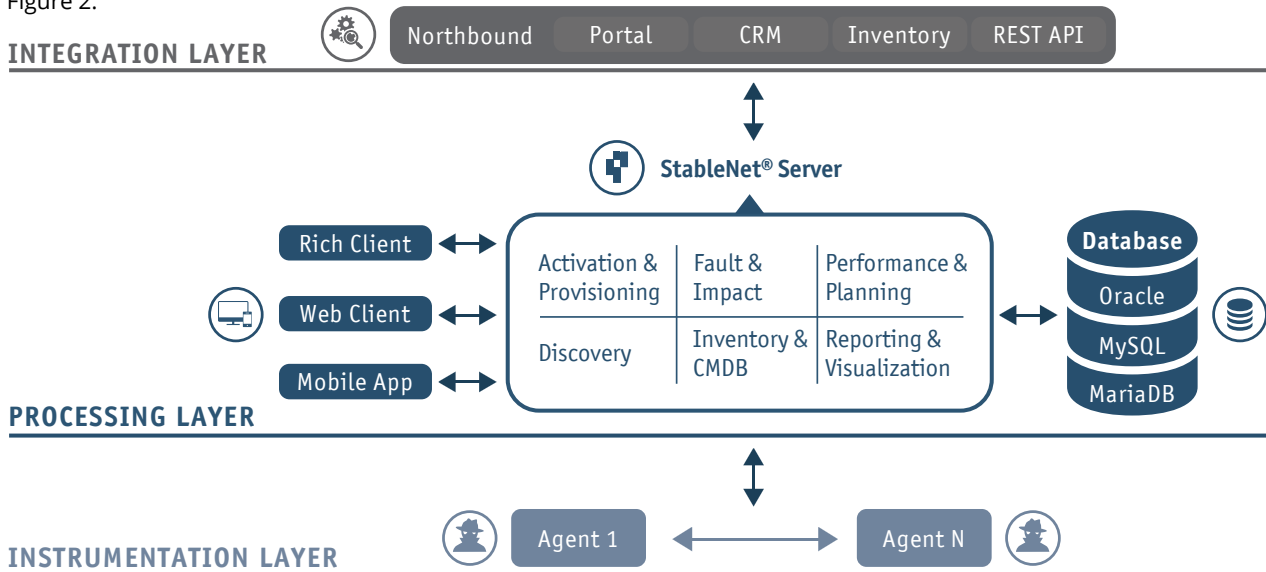 Figure 2.
INTEGRATION LAYER
Northbound Portal CRM Inventory REST API
StableNet® Server
Rich Client
Web Client
Mobile App
Activation &
Provisioning
Fault &
Impact
Performance &
Planning
Discovery
Inventory &
CMDB
Reporting &
Visualization
Database
Oracle
MySQL
MariaDB
PROCESSING LAYER
Agent 1
Agent N
INSTRUMENTATION LAYER